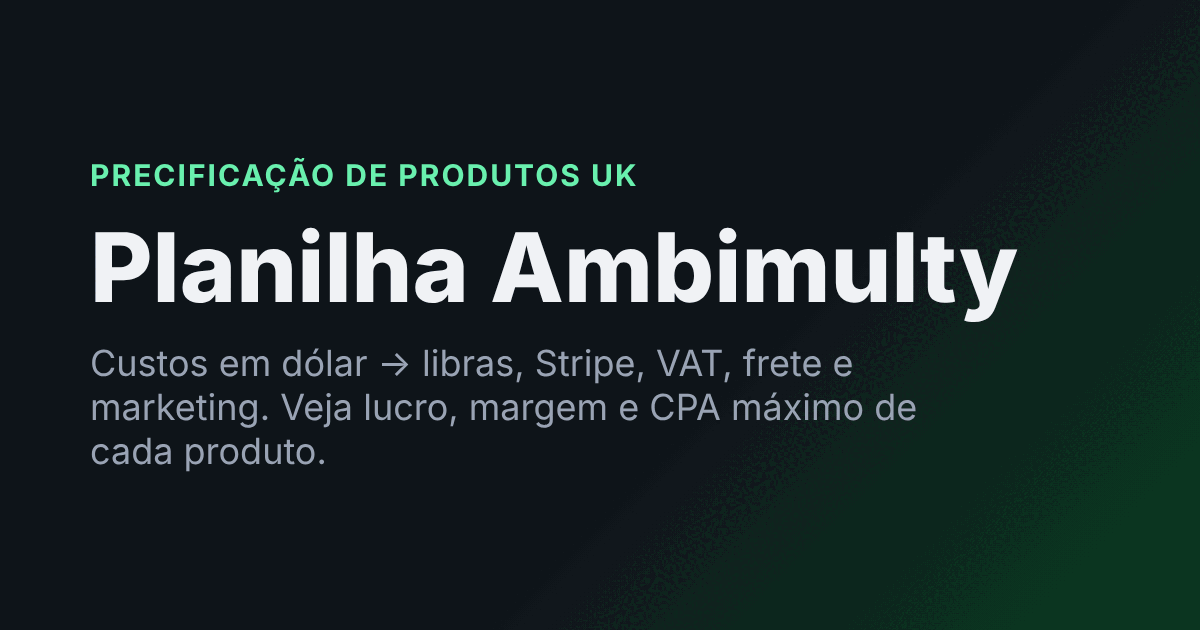 PRECIFICAÇÃO DE PRODUTOS UK
Planilha Ambimulty
Custos em dólar → libras, Stripe, VAT, frete e
marketing. Veja lucro, margem e CPA máximo de
cada produto.